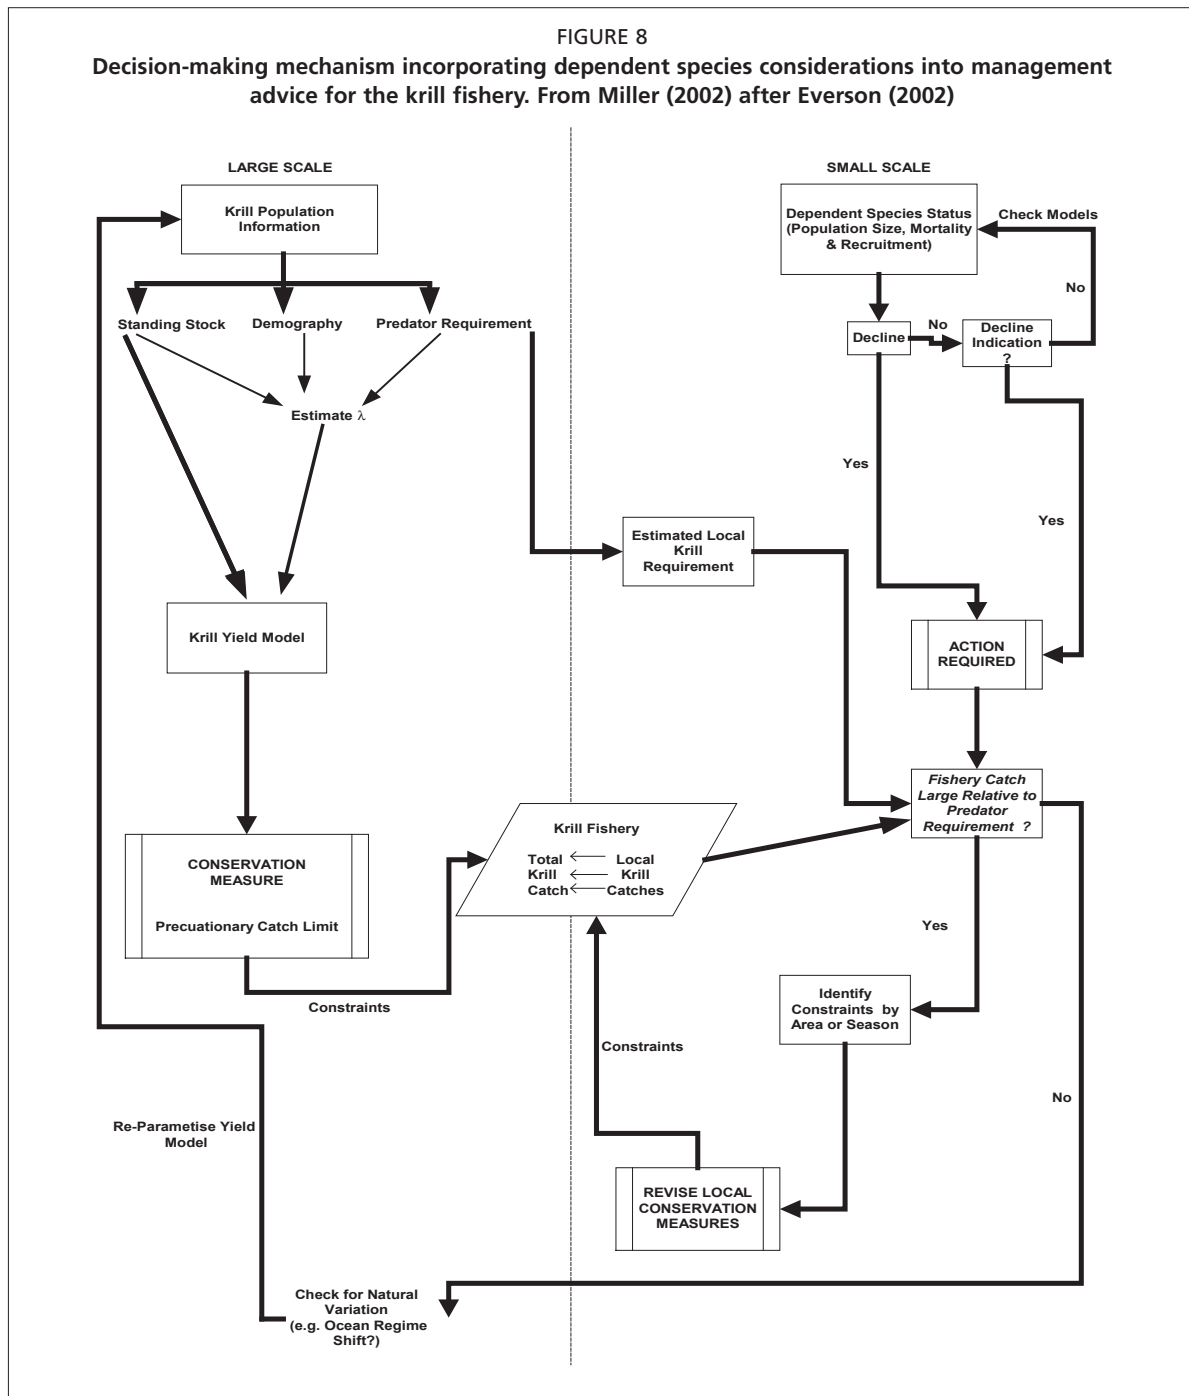 FIGURE 8
Decision-making mechanism incorporating dependent species considerations into management
advice for the krill fishery. From Miller (2002) after Everson (2002)
LARGE SCALE
Krill Population
Information
Standing Stock
Demography
Predator Requirement
Estimate λ
Krill Yield Model
CONSERVATION
MEASURE
Precuationary Catch Limit
Constraints
Re-Parametise Yield
Model
Check for Natural
Variation
(e.g. Ocean Regime
Shift?)
SMALL SCALE
Dependent Species Status
(Population Size, Mortality
& Recruitment)
Check Models
No
Decline
No
Decline
Indication
?
Yes
Yes
Estimated Local
Krill
Requirement
ACTION
REQUIRED
Fishery Catch
Large Relative to
Predator
Requirement ?
Krill Fishery
Total Local
Krill Krill
Catch Catches
Yes
Identify
Constraints by
Area or Season
Constraints
No
REVISE LOCAL
CONSERVATION
MEASURES